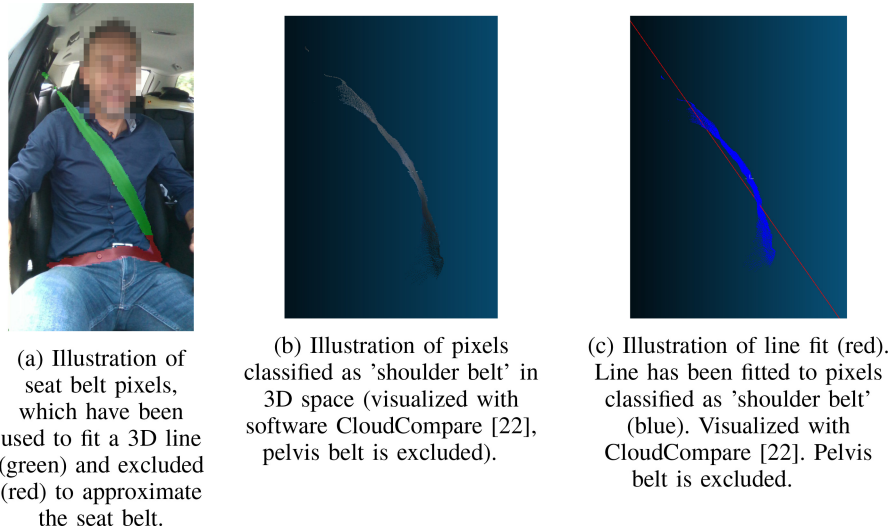 (a) Illustration of
seat belt pixels,
which have been
used to fit a 3D line
(green) and excluded
(red) to approximate
the seat belt.
(b) Illustration of pixels
classified as 'shoulder belt' in
3D space (visualized with
software CloudCompare [22],
pelvis belt is excluded).
(c) Illustration of line fit (red).
Line has been fitted to pixels
classified as 'shoulder belt'
(blue). Visualized with
CloudCompare [22]. Pelvis
belt is excluded.